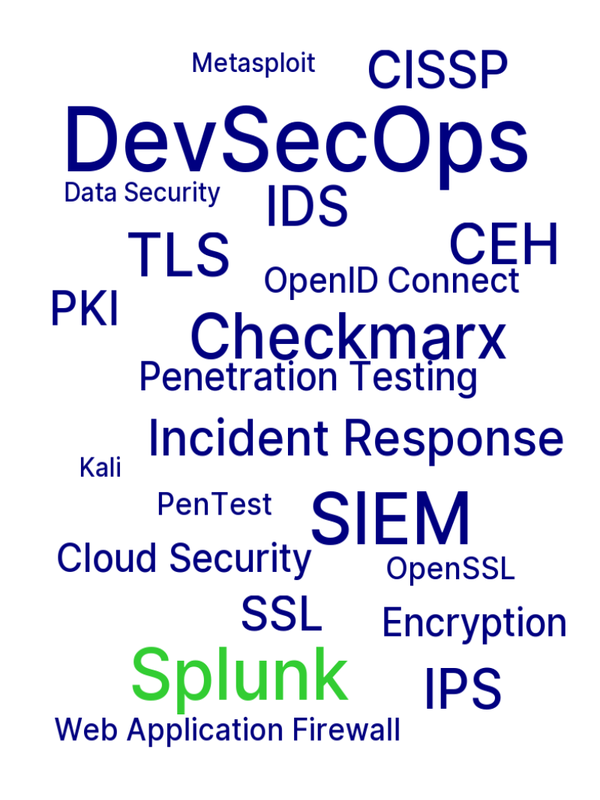 Metasploit
CISSP
DevSecOps
Data Security
IDS
CEH
TLS
OpenID Connect
PKI
Checkmarx
Penetration Testing
Incident Response
Kali
PenTest
SIEM
Cloud Security
OpenSSL
SSL
Encryption
Splunk
IPS
Web Application Firewall